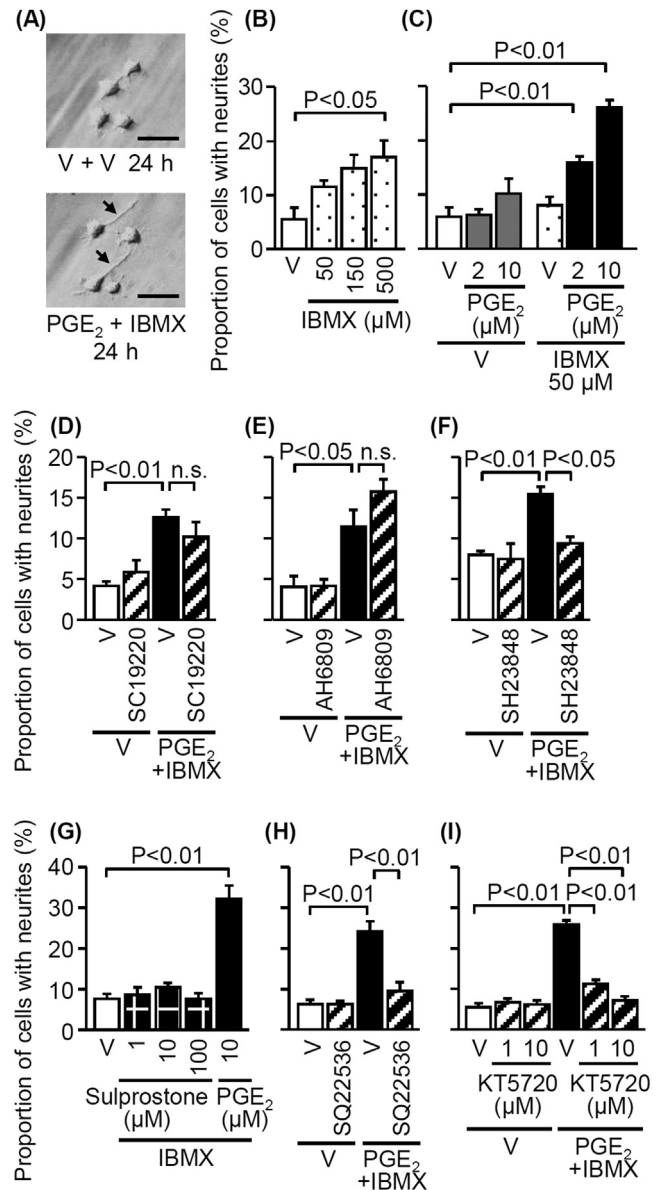 (A)
V + V 24 h
PGE₂ + IBMX
24 h
(B)
Proportion of cells with neurites (%)
30
20
10
0
P<0.05
V
50
150
500
IBMX (µM)
(C)
P<0.01
P<0.01
V
2
10
V
2
10
PGE₂
(µM)
PGE₂
(µM)
V
IBMX
50 µM
(D)
Proportion of cells with neurites (%)
20
15
10
5
0
P<0.01
n.s.
V
SC19220
V
SC19220
V
PGE₂
+IBMX
(E)
P<0.05
n.s.
V
AH6809
V
AH6809
V
PGE₂
+IBMX
(F)
P<0.01
P<0.05
V
SH23848
V
SH23848
V
PGE₂
+IBMX
(G)
Proportion of cells with neurites (%)
40
30
20
10
0
P<0.01
V
1
10
100
10
Sulprostone
(µM)
PGE₂
(µM)
IBMX
(H)
P<0.01
P<0.01
V
SQ22536
V
SQ22536
V
PGE₂
+IBMX
(I)
P<0.01
P<0.01
P<0.01
V
1
10
V
1
10
KT5720
(µM)
KT5720
(µM)
V
PGE₂
+IBMX